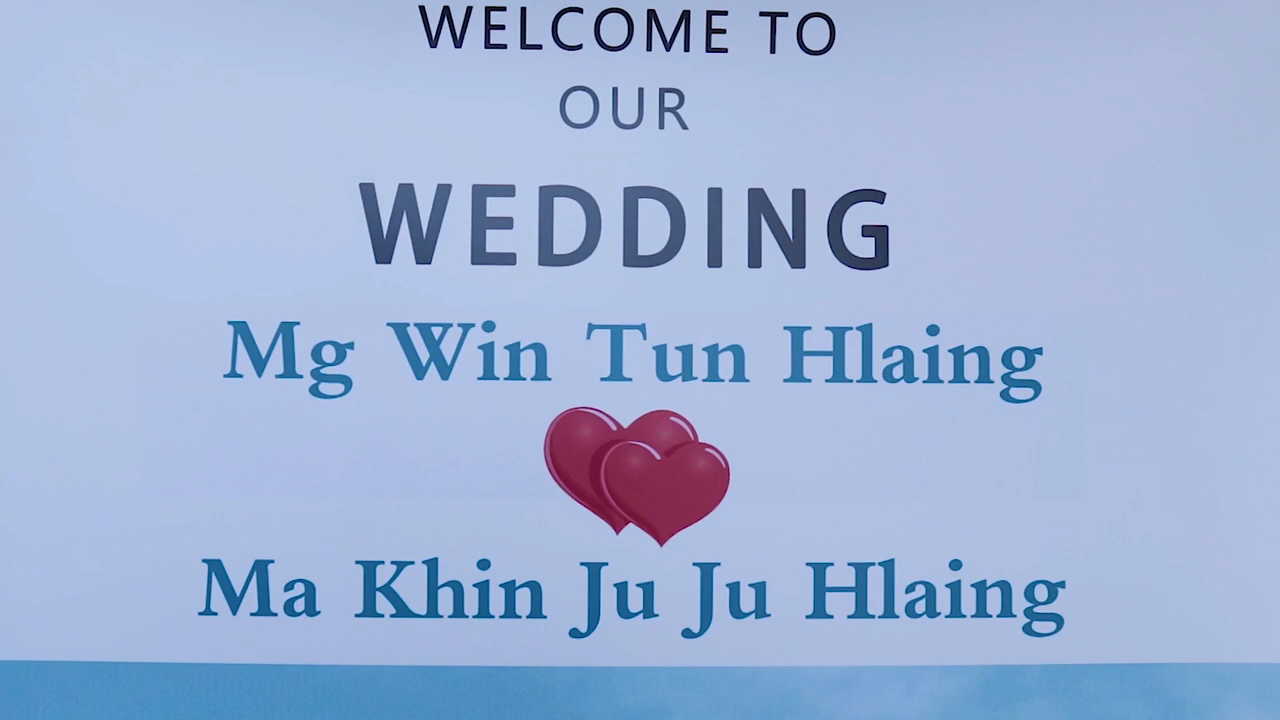 WELCOME TO
OUR
WEDDING
Mg Win Tun Hlaing
Ma Khin Ju Ju Hlaing